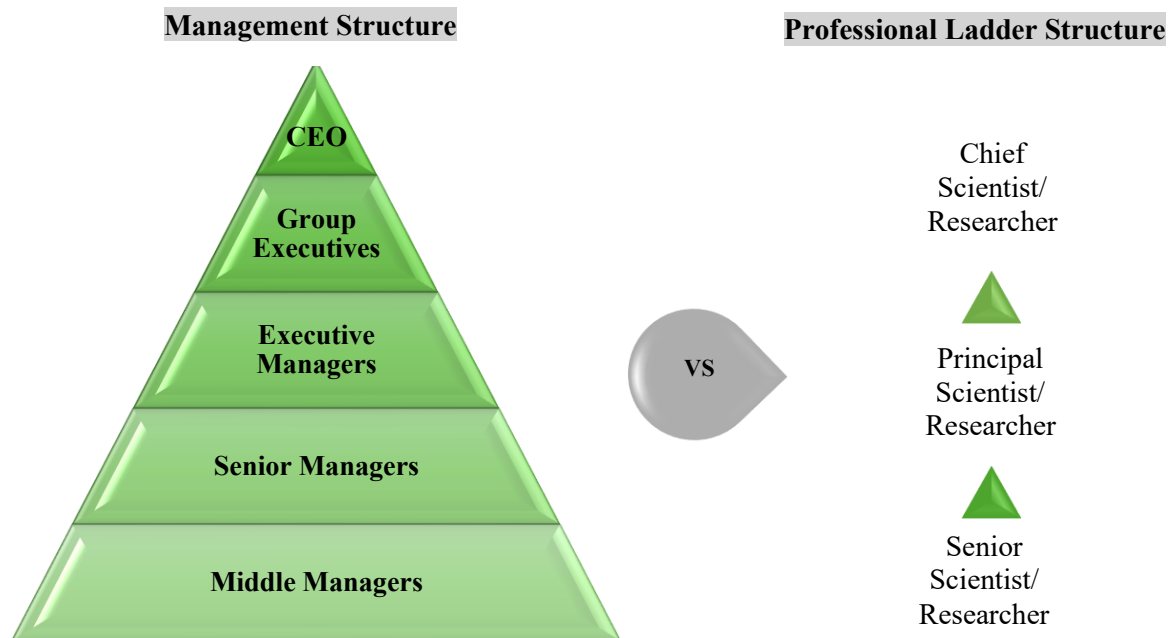 Management Structure
CEO
Group
Executives
Executive
Managers
Senior Managers
Middle Managers
VS
Professional Ladder Structure
Chief
Scientist/
Researcher
Principal
Scientist/
Researcher
Senior
Scientist/
Researcher